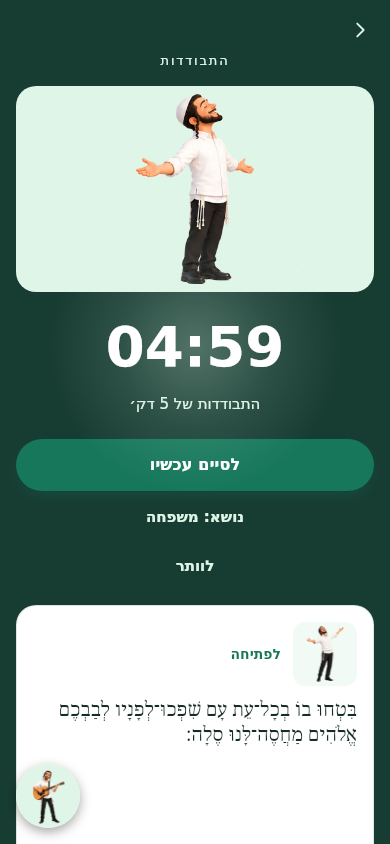 התבודדות
04:59
התבודדות של 5 דק׳
לסיים עכשיו
נושא: משפחה
לוותר
לפתיחה
בִּטְחוּ בוֹ בְכׇל־עֵת עָם שִׁפְכוּ־לְפָנָיו לְבַבְכֶם
אֱלֹהִים מַחֲסֶה־לָּנוּ סֶלָה׃